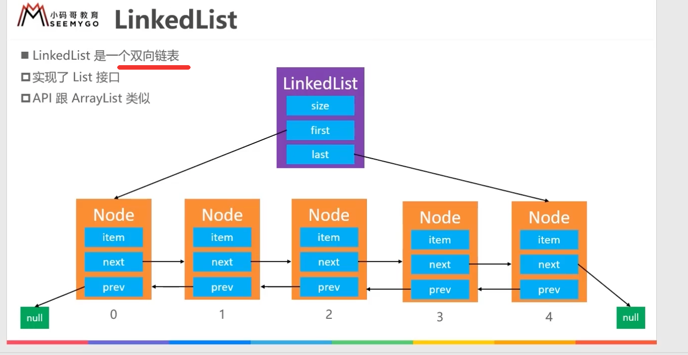 小码哥教育
SEEMYGO
LinkedList
LinkedList 是一个双向链表
实现了 List 接口
API 跟 ArrayList 类似
LinkedList
size
first
last
Node
item
next
prev
Node
item
next
prev
Node
item
next
prev
Node
item
next
prev
Node
item
next
prev
null
0
1
2
3
4
null